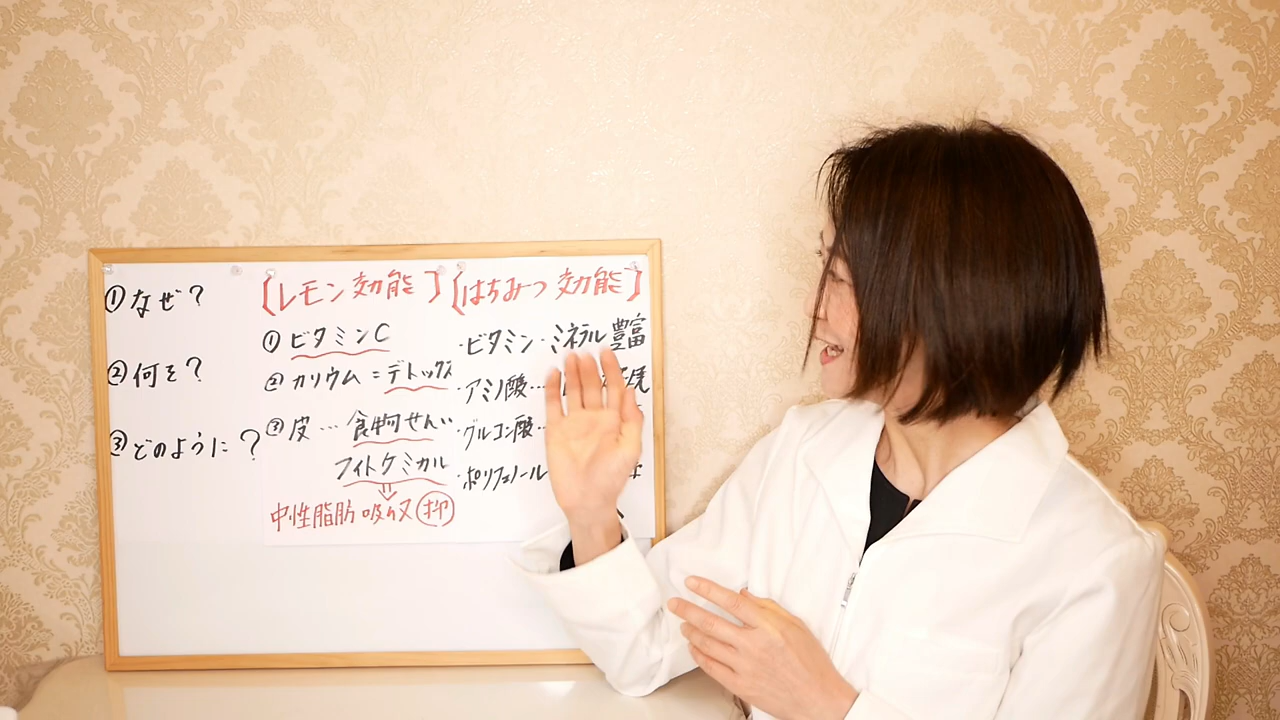 ①なぜ?
②何を?
③どのように?
【レモン効能】
①ビタミンC
②カリウム=デトックス
③皮…食物せんい
フィトケミカル
⇓
中性脂肪吸収抑
【はちみつ効能】
・ビタミン・ミネラル豊富
・アミノ酸…
・グルコン酸…
・ポリフェノール